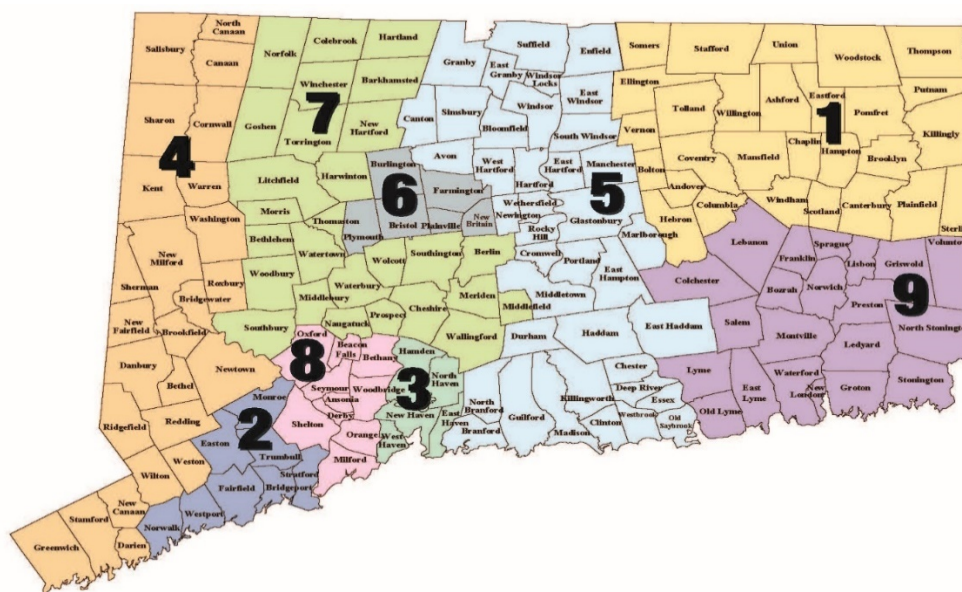 Salisbury
North
Canaan
Canaan
Norfolk
Colebrook
Hartland
Granby
Suffield
Enfield
Somers
Stafford
Union
Woodstock
Thompson
Winchester
Barkhamsted
East
Granby
Windsor
Locks
East
Windsor
Ellington
Putnam
Sharon
Cornwall
Goshen
Torrington
New
Hartford
Canton
Simsbury
Windsor
Bloomfield
South Windsor
Vernon
Tolland
Willington
Ashford
Eastford
Pomfret
Killingly
7
1
4
Kent
Warren
Litchfield
Harwinton
Burlington
Avon
West
Hartford
Hartford
East
Hartford
Manchester
Bolton
Coventry
Mansfield
Chaplin
Hampton
Brooklyn
6
5
Washington
Morris
Thomaston
Plymouth
Bristol
Farmington
Plainville
New
Britain
Newington
Wethersfield
Rocky
Hill
Glastonbury
Marlborough
Andover
Hebron
Columbia
Windham
Scotland
Canterbury
Plainfield
Sterli
New
Milford
Roxbury
Bethlehem
Watertown
Woodbury
Wolcott
Southington
Berlin
Cromwell
Portland
East
Hampton
Colchester
Lebanon
Franklin
Sprague
Lisbon
Griswold
Volunto
Sherman
Bridgewater
Middlebury
Waterbury
Cheshire
Meriden
Middlefield
Middletown
Bozrah
Norwich
Preston
9
New
Fairfield
Brookfield
Southbury
Naugatuck
Prospect
Wallingford
Durham
Haddam
East Haddam
Salem
Montville
Ledyard
North Stonington
Danbury
Bethel
Newtown
Oxford
Beacon
Falls
Bethany
Hamden
North
Haven
8
3
Seymour
Woodbridge
Ansonia
Derby
New Haven
East
Haven
North
Branford
Branford
Guilford
Killingworth
Madison
Clinton
Chester
Deep River
Essex
Westbrook
Old
Saybrook
Lyme
Old Lyme
East
Lyme
Waterford
New
London
Groton
Stonington
Ridgefield
Redding
Monroe
2
Shelton
Orange
West
Haven
Milford
Easton
Trumbull
Stratford
Wilton
Weston
Fairfield
Bridgeport
New
Canaan
Norwalk
Westport
Stamford
Greenwich
Darien